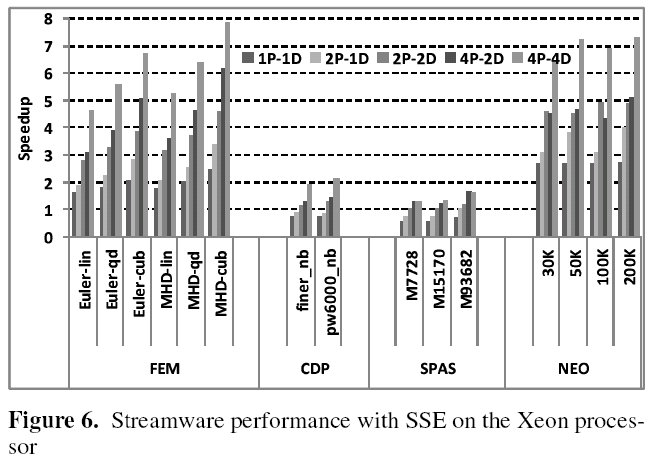 8
7
6
5
4
3
2
1
0
Speedup
1P-1D 2P-1D 2P-2D 4P-2D 4P-4D
Euler-lin
Euler-qd
Euler-cub
MHD-lin
MHD-qd
MHD-cub
finer_nb
pw6000_nb
M7728
M15170
M93682
30K
50K
100K
200K
FEM CDP SPAS NEO
Figure 6. Streamware performance with SSE on the Xeon proces-
sor